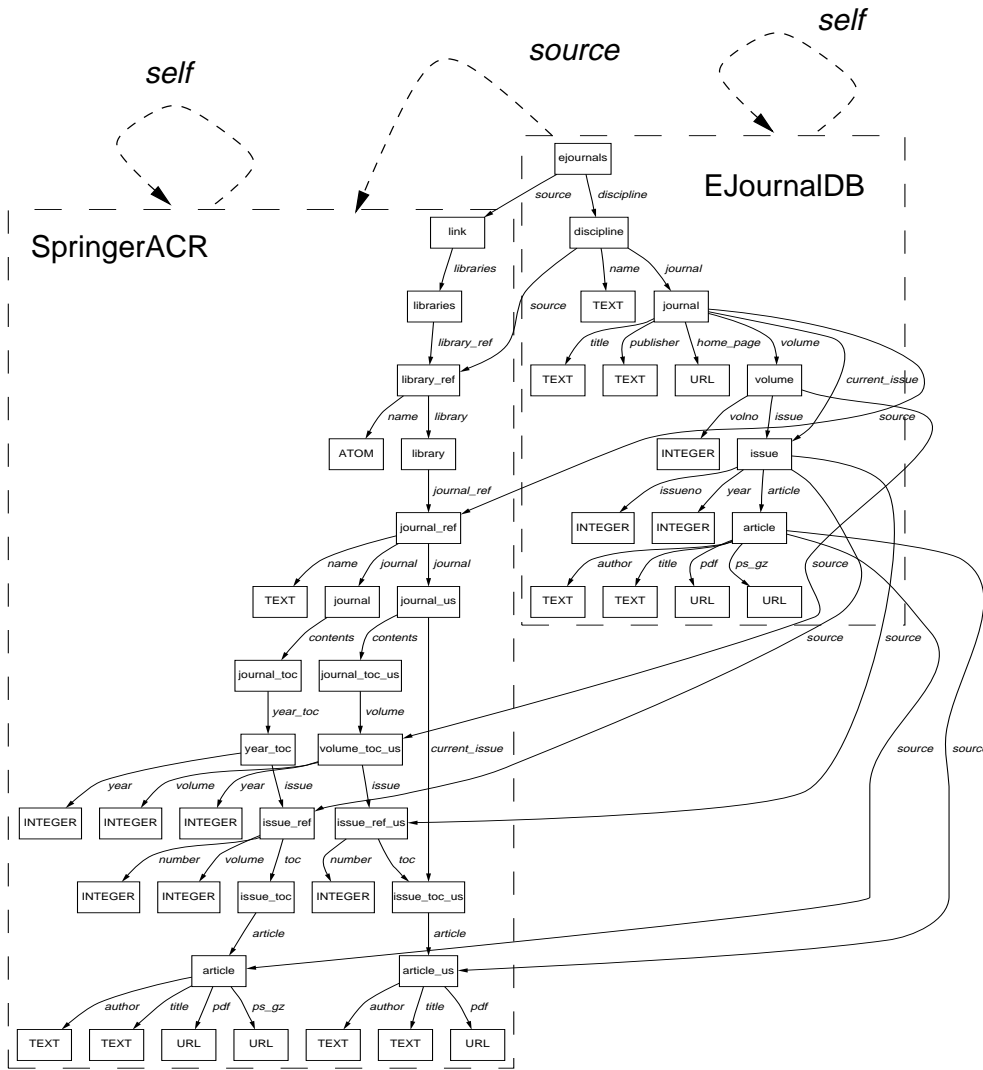 self
source
self
ejournals
EJournalDB
source
discipline
SpringerACR
link
discipline
libraries
name
journal
libraries
source
TEXT
journal
library_ref
title
publisher
home_page
volume
library_ref
TEXT
TEXT
URL
volume
current_issue
name
library
volno
issue
source
ATOM
library
INTEGER
issue
journal_ref
issueno
year
article
journal_ref
INTEGER
INTEGER
article
name
journal
journal
author
title
pdf
ps_gz
source
TEXT
journal
journal_us
TEXT
TEXT
URL
URL
contents
contents
source
source
journal_toc
journal_toc_us
year_toc
volume
year_toc
volume_toc_us
current_issue
source
source
year
volume
year
issue
issue
INTEGER
INTEGER
INTEGER
issue_ref
issue_ref_us
number
volume
toc
number
toc
INTEGER
INTEGER
issue_toc
INTEGER
issue_toc_us
article
article
article
article_us
author
title
pdf
ps_gz
author
title
pdf
TEXT
TEXT
URL
URL
TEXT
TEXT
URL